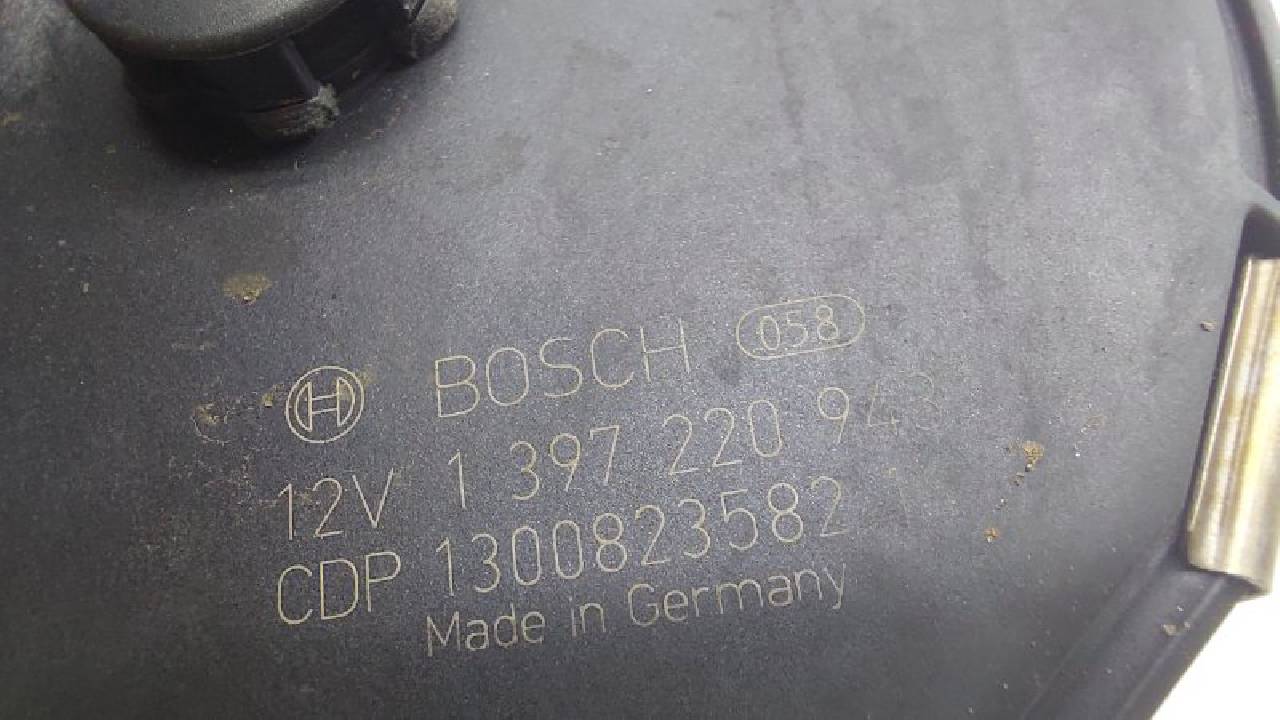 BOSCH 058
12V 1 397 220 943
CDP 1300823582
Made in Germany